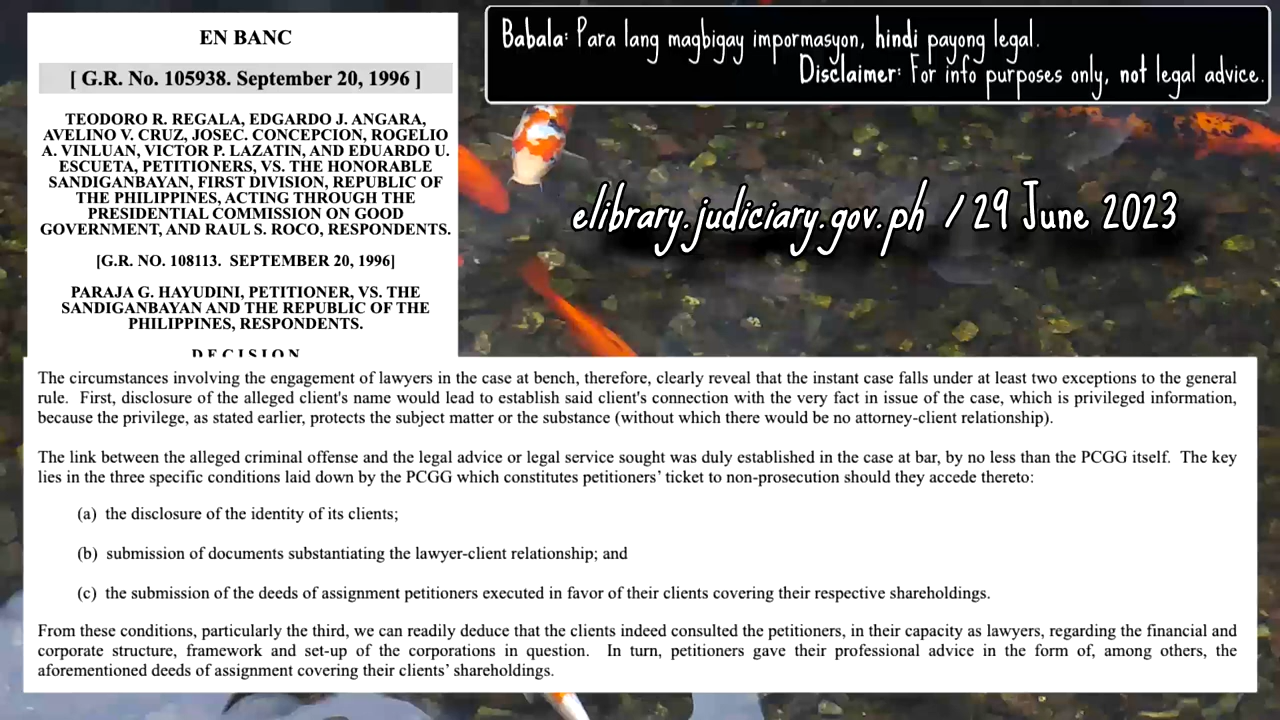 EN BANC
[ G.R. No. 105938. September 20, 1996 ]
TEODORO R. REGALA, EDGARDO J. ANGARA,
AVELINO V. CRUZ, JOSEC. CONCEPCION, ROGELIO
A. VINLUAN, VICTOR P. LAZATIN, AND EDUARDO U.
ESCUETA, PETITIONERS, VS. THE HONORABLE
SANDIGANBAYAN, FIRST DIVISION, REPUBLIC OF
THE PHILIPPINES, ACTING THROUGH THE
PRESIDENTIAL COMMISSION ON GOOD
GOVERNMENT, AND RAUL S. ROCO, RESPONDENTS.
[G.R. NO. 108113. SEPTEMBER 20, 1996]
PARAJA G. HAYUDINI, PETITIONER, VS. THE
SANDIGANBAYAN AND THE REPUBLIC OF THE
PHILIPPINES, RESPONDENTS.
D E C I S I O N
Babala: Para lang magbigay impormasyon, hindi payong legal.
Disclaimer: For info purposes only, not legal advice.
elibrary.judiciary.gov.ph / 29 June 2023
The circumstances involving the engagement of lawyers in the case at bench, therefore, clearly reveal that the instant case falls under at least two exceptions to the general
rule. First, disclosure of the alleged client's name would lead to establish said client's connection with the very fact in issue of the case, which is privileged information,
because the privilege, as stated earlier, protects the subject matter or the substance (without which there would be no attorney-client relationship).
The link between the alleged criminal offense and the legal advice or legal service sought was duly established in the case at bar, by no less than the PCGG itself. The key
lies in the three specific conditions laid down by the PCGG which constitutes petitioners’ ticket to non-prosecution should they accede thereto:
(a) the disclosure of the identity of its clients;
(b) submission of documents substantiating the lawyer-client relationship; and
(c) the submission of the deeds of assignment petitioners executed in favor of their clients covering their respective shareholdings.
From these conditions, particularly the third, we can readily deduce that the clients indeed consulted the petitioners, in their capacity as lawyers, regarding the financial and
corporate structure, framework and set-up of the corporations in question. In turn, petitioners gave their professional advice in the form of, among others, the
aforementioned deeds of assignment covering their clients’ shareholdings.